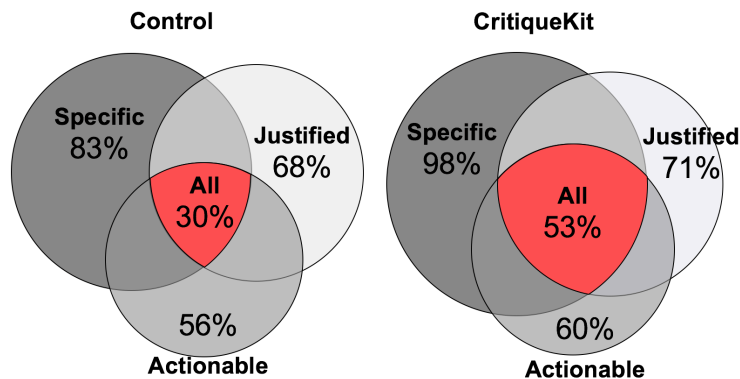 Control
Specific
83%
Justified
68%
All
30%
56%
Actionable
CritiqueKit
Specific
98%
Justified
71%
All
53%
60%
Actionable